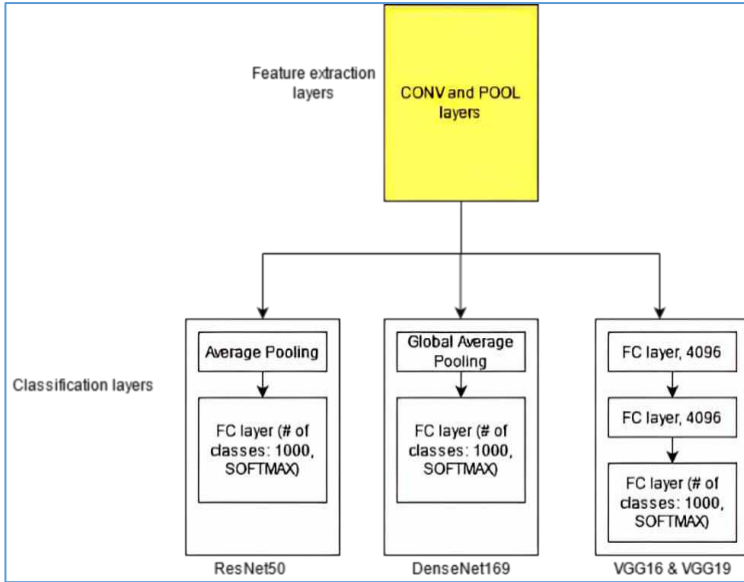 Feature extraction
layers
CONV and POOL
layers
Classification layers
Average Pooling
FC layer (# of
classes: 1000,
SOFTMAX)
ResNet50
Global Average
Pooling
FC layer (# of
classes: 1000,
SOFTMAX)
DenseNet169
FC layer, 4096
FC layer, 4096
FC layer (# of
classes: 1000,
SOFTMAX)
VGG16 & VGG19